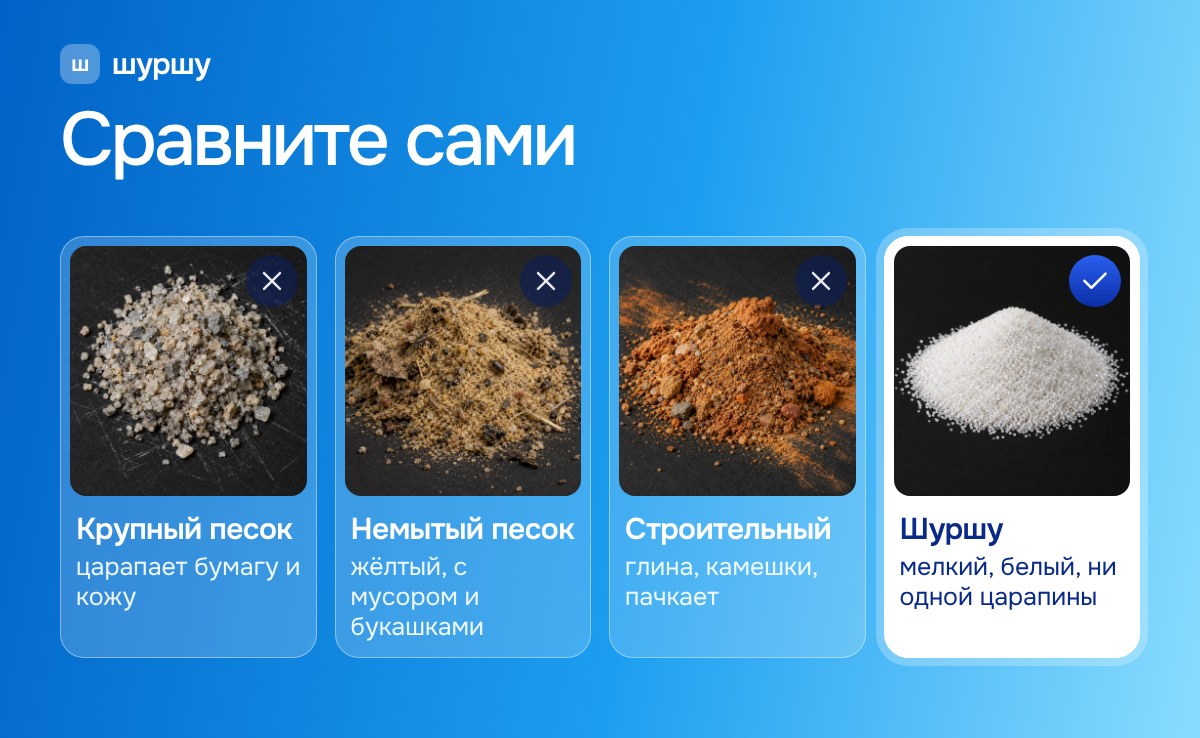 ш шуршу
Сравните сами
Крупный песок
царапает бумагу и
кожу
Немытый песок
жёлтый, с
мусором и
букашками
Строительный
глина, камешки,
пачкает
Шуршу
мелкий, белый, ни
одной царапины